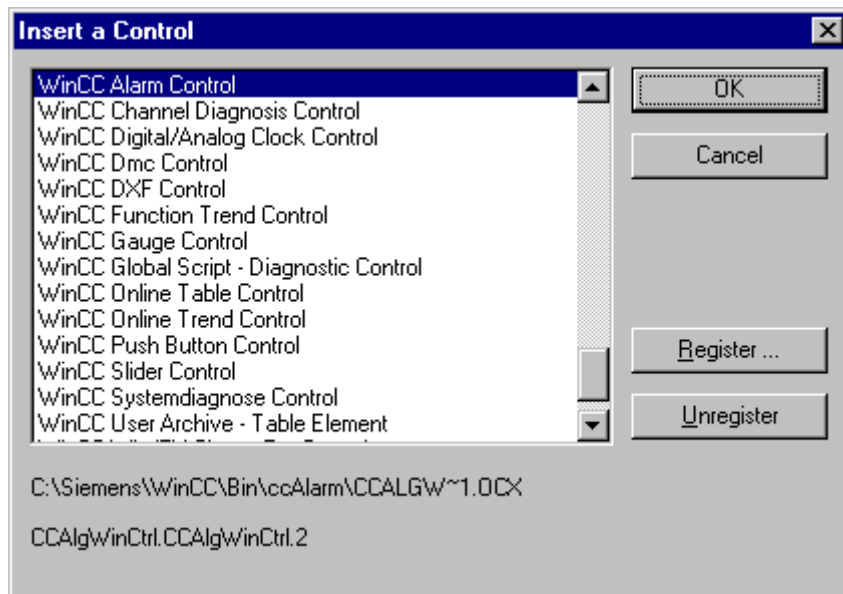 Insert a Control
WinCC Alarm Control
WinCC Channel Diagnosis Control
WinCC Digital/Analog Clock Control
WinCC Dmc Control
WinCC DXF Control
WinCC Function Trend Control
WinCC Gauge Control
WinCC Global Script - Diagnostic Control
WinCC Online Table Control
WinCC Online Trend Control
WinCC Push Button Control
WinCC Slider Control
WinCC Systemdiagnose Control
WinCC User Archive - Table Element
OK
Cancel
Register ...
Unregister
C:\Siemens\WinCC\Bin\ccAlarm\CCALGW~1.OCX
CCAlgWinCtrl.CCAlgWinCtrl.2